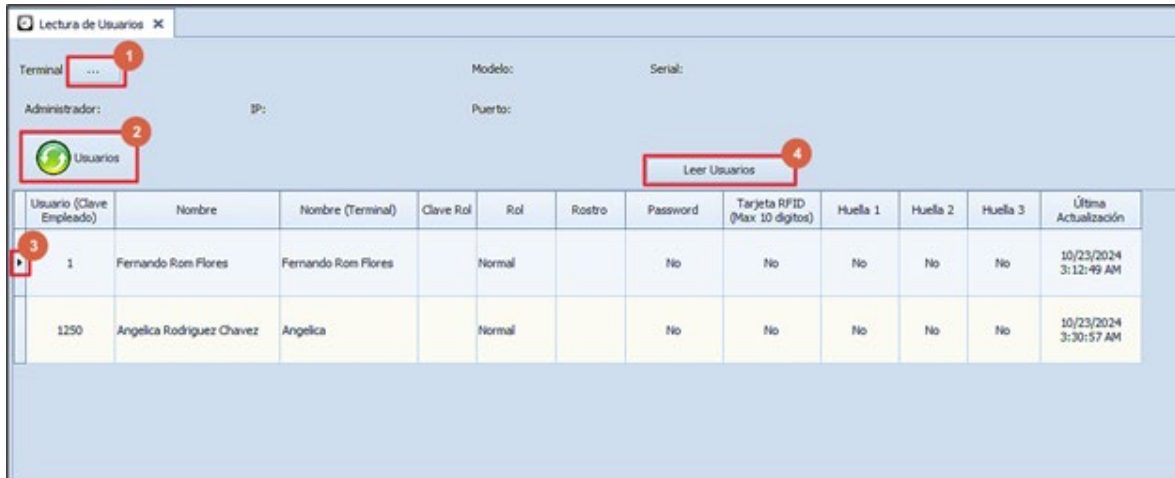 Lectura de Usuarios
1
Terminal ... Modelo: Serial:
Administrador: IP: Puerto:
2
Usuarios
4
Leer Usuarios
Usuario (Clave Empleado) Nombre Nombre (Terminal) Clave Rol Rol Rostro Password Tarjeta RFID (Max 10 digitos) Huella 1 Huella 2 Huella 3 Última Actualización
3
1 Fernando Rom Flores Fernando Rom Flores Normal No No No No No 10/23/2024 3:12:49 AM
1250 Angelica Rodriguez Chavez Angelica Normal No No No No No 10/23/2024 3:30:57 AM